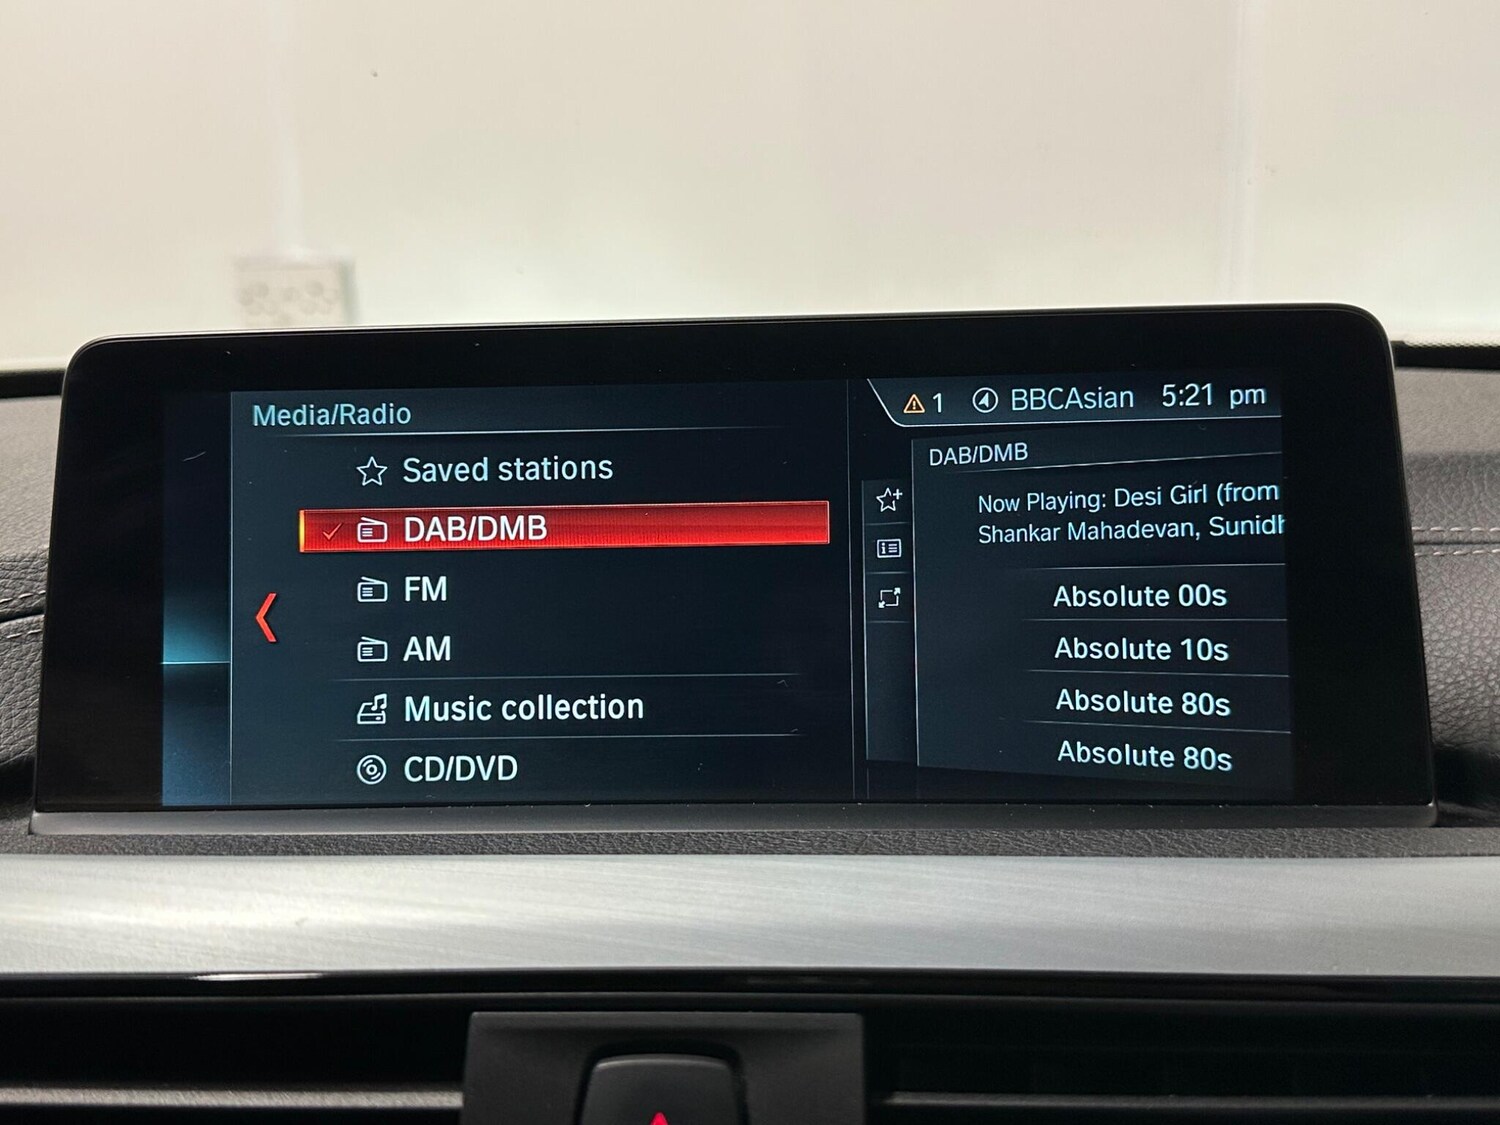 Media/Radio
Saved stations
DAB/DMB
FM
AM
Music collection
CD/DVD
1 BBCAsian 5:21 pm
DAB/DMB
Now Playing: Desi Girl (from
Shankar Mahadevan, Sunidh
Absolute 00s
Absolute 10s
Absolute 80s
Absolute 80s